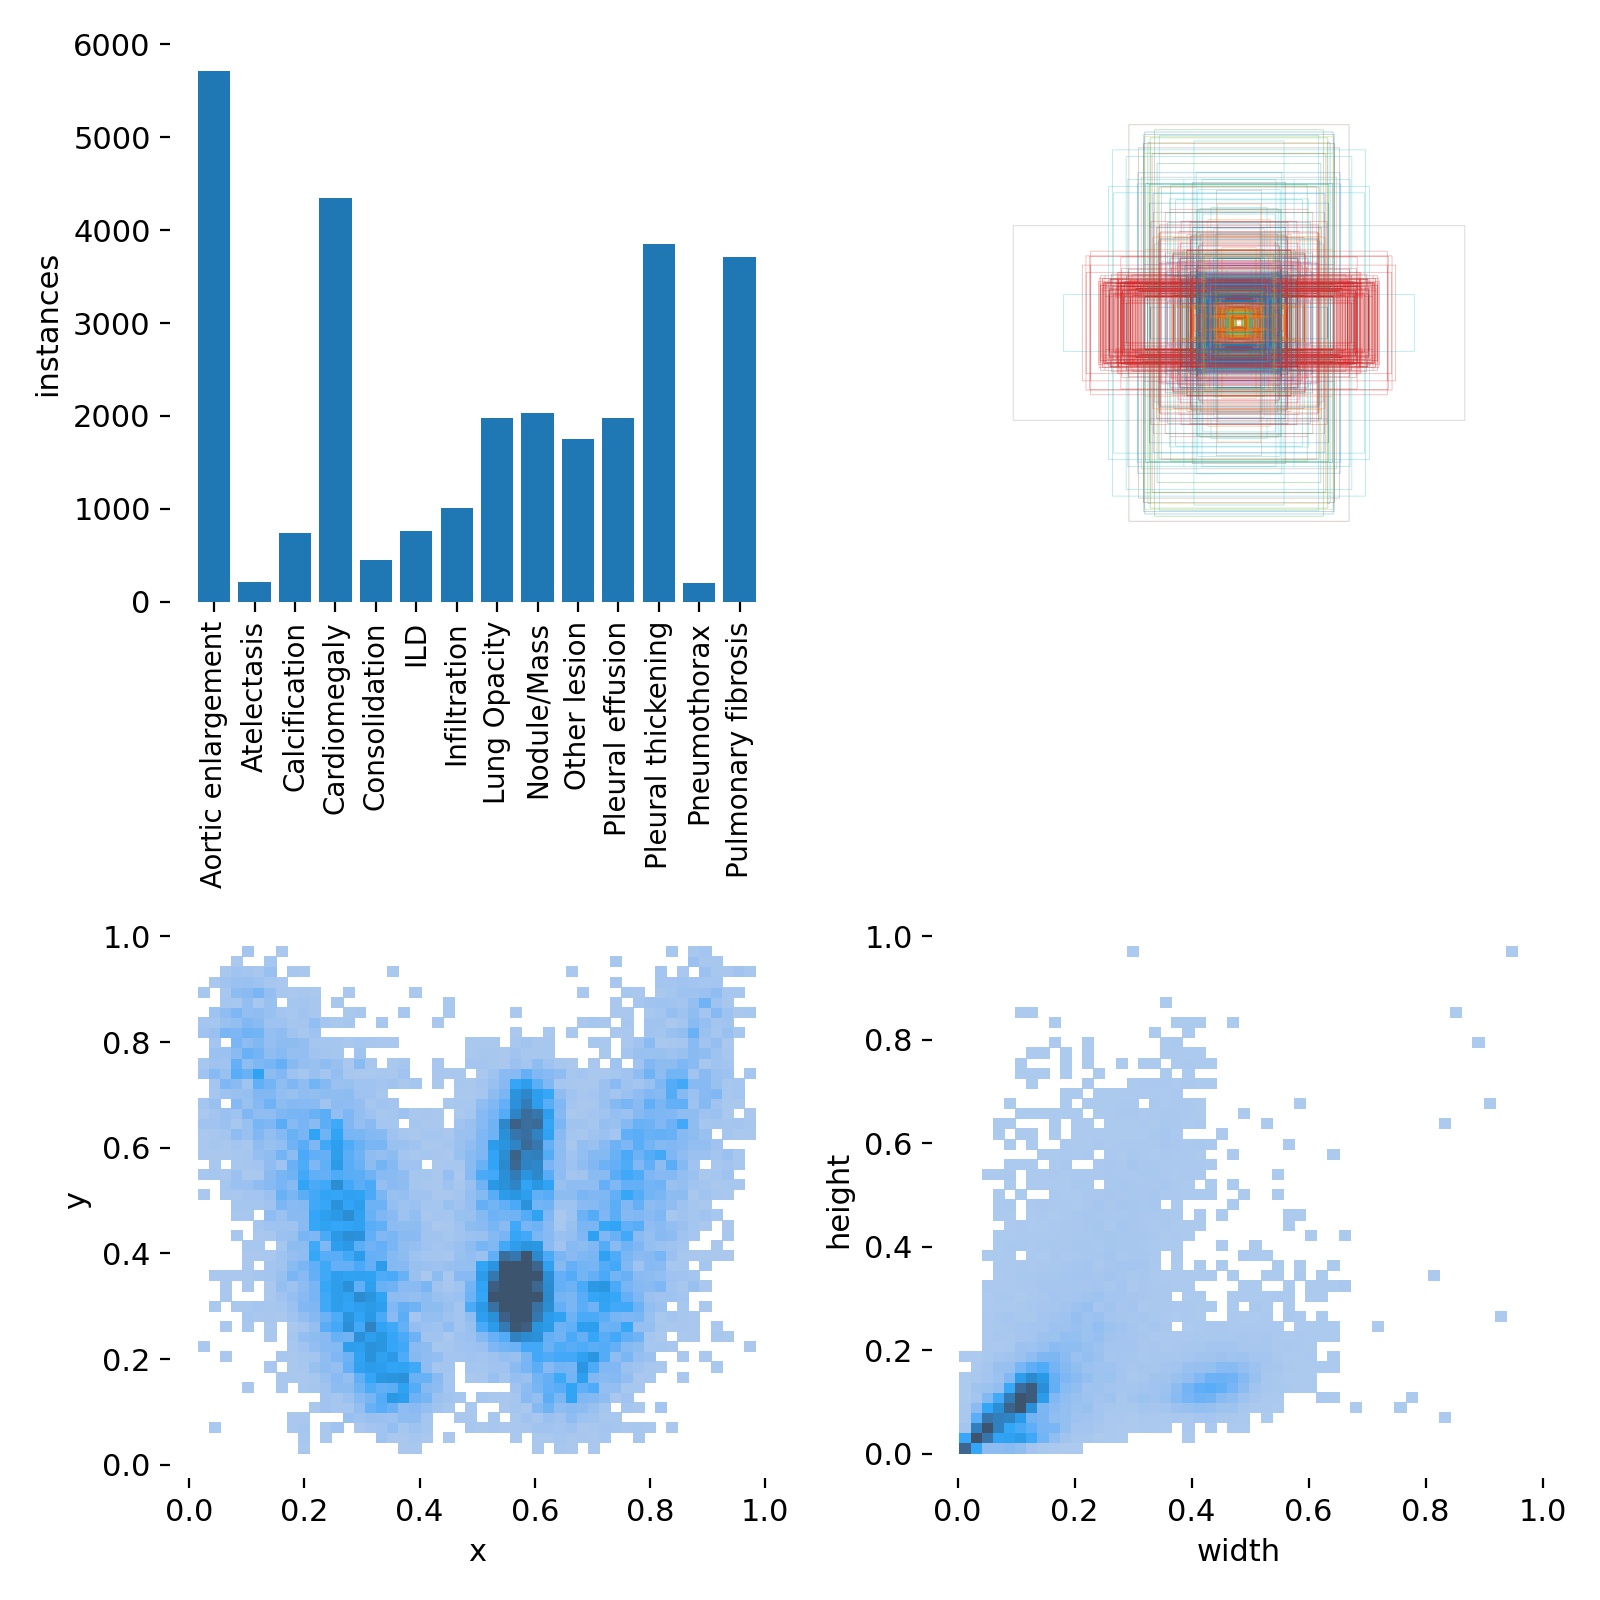 6000
5000
4000
3000
2000
1000
0
instances
Aortic enlargement
Atelectasis
Calcification
Cardiomegaly
Consolidation
ILD
Infiltration
Lung Opacity
Nodule/Mass
Other lesion
Pleural effusion
Pleural thickening
Pneumothorax
Pulmonary fibrosis
1.0
0.8
0.6
0.4
0.2
0.0
y
0.0 0.2 0.4 0.6 0.8 1.0
x
1.0
0.8
0.6
0.4
0.2
0.0
height
0.0 0.2 0.4 0.6 0.8 1.0
width